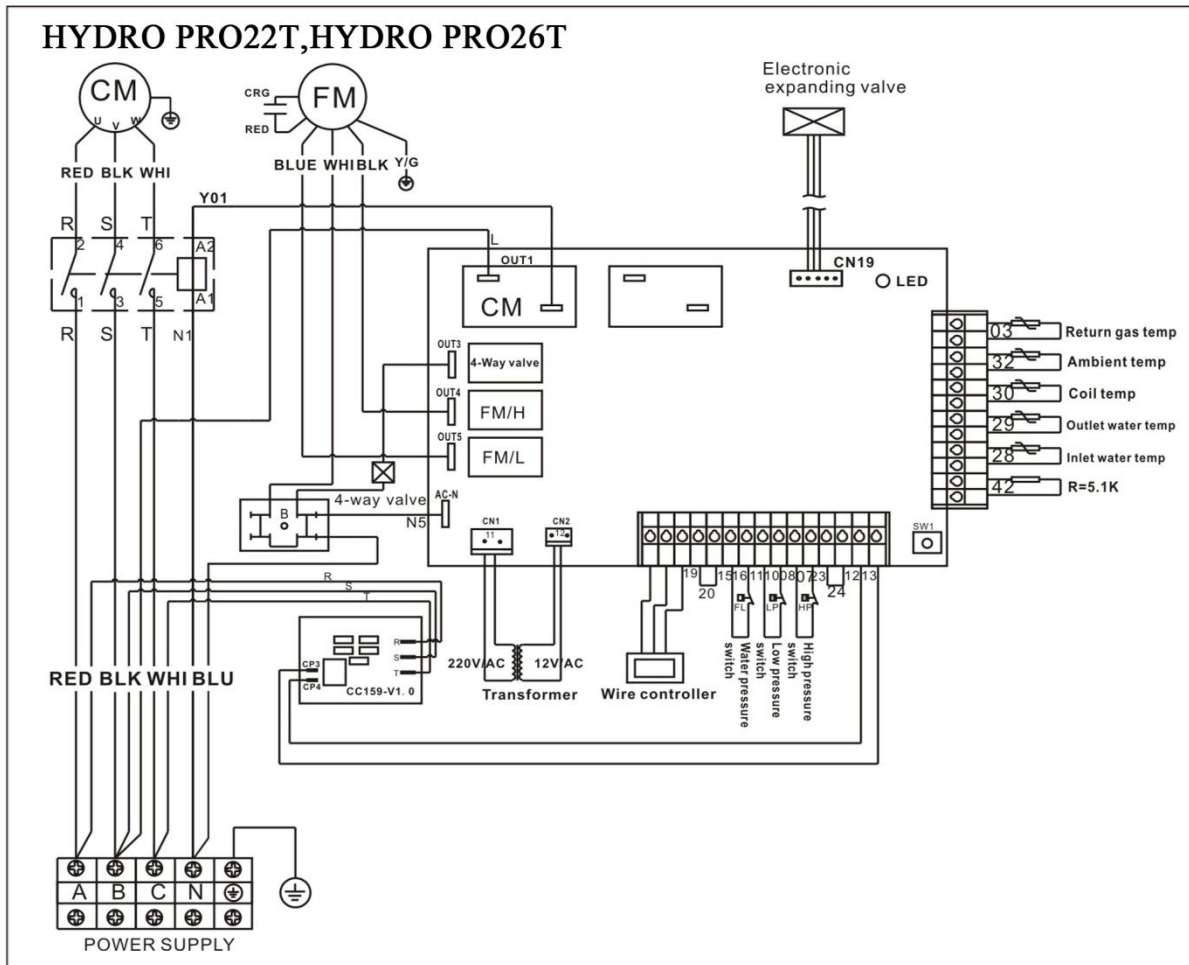 HYDRO PRO22T,HYDRO PRO26T
CM
U V W
RED BLK WHI
CRG
RED
FM
BLUE WHI BLK Y/G
Electronic
expanding valve
Y01
R S T
2 4 6 A2
1 3 5 A1
R S T N1
L
OUT1
CM
CN19
LED
OUT3
4-Way valve
OUT4
FM/H
OUT5
FM/L
4-way valve
AC-N
N5
B
03 Return gas temp
32 Ambient temp
30 Coil temp
29 Outlet water temp
28 Inlet water temp
42 R=5.1K
CN1
11
CN2
12
SW1
19 20 15 16 11 10 08 07 23 24 12 13
FL LP HP
R
S
T
R
S
T
CP3
CP4
CC159-V1. 0
220V/AC 12V/AC
Transformer
Wire controller
Water pressure
switch
Low pressure
switch
High pressure
switch
RED BLK WHI BLU
A B C N
POWER SUPPLY